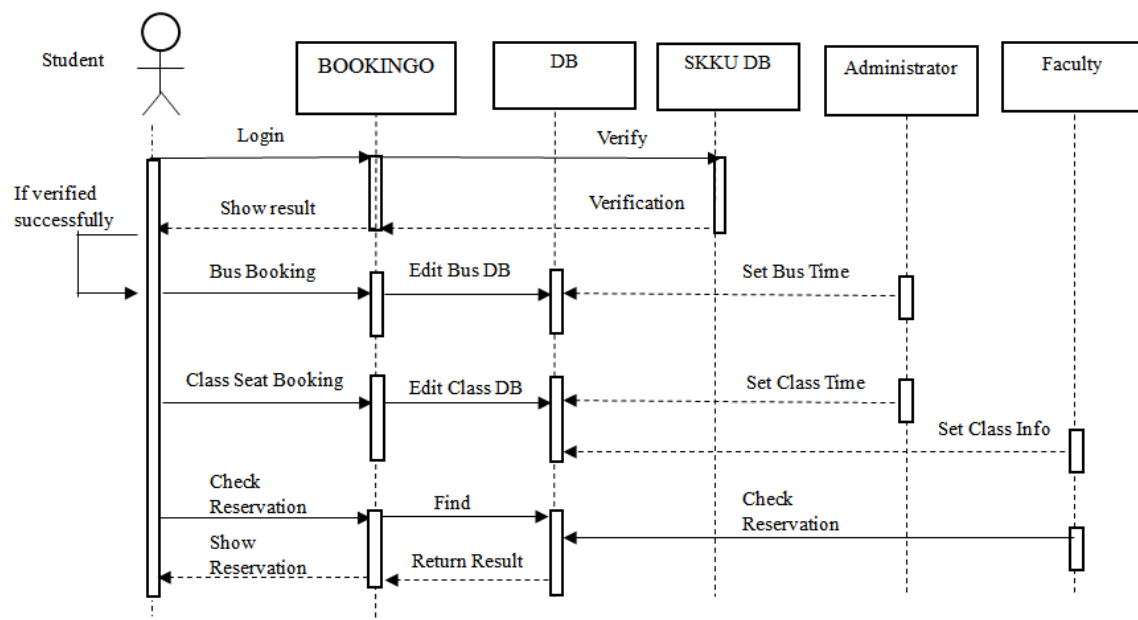 Student
BOOKINGO
DB
SKKU DB
Administrator
Faculty
Login
Verify
If verified
successfully
Show result
Verification
Bus Booking
Edit Bus DB
Set Bus Time
Class Seat Booking
Edit Class DB
Set Class Time
Set Class Info
Check
Reservation
Find
Check
Reservation
Show
Reservation
Return Result